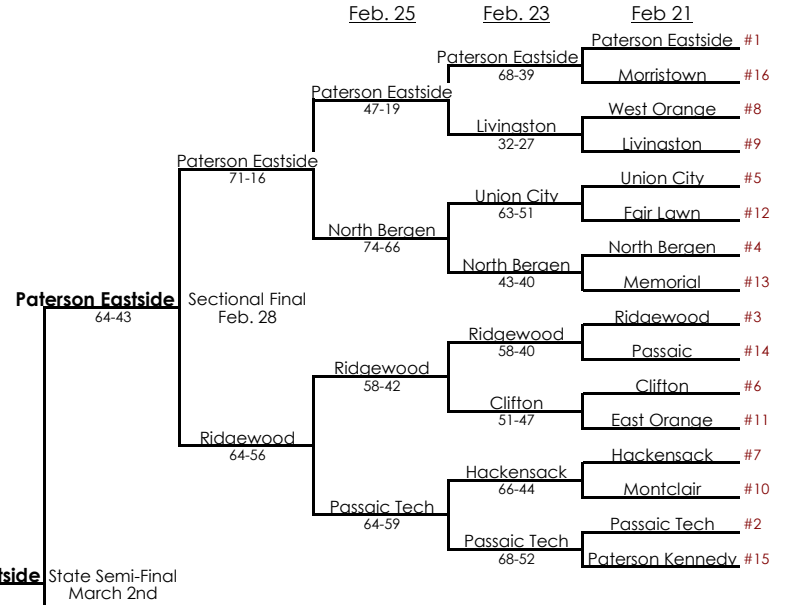 Feb. 25 Feb. 23 Feb 21
Paterson Eastside #1
Paterson Eastside
68-39
Morristown #16
Paterson Eastside
47-19
West Orange #8
Livingston
32-27
Livingston #9
Paterson Eastside
71-16
Union City #5
Union City
63-51
Fair Lawn #12
North Bergen
74-66
North Bergen #4
North Bergen
43-40
Memorial #13
Paterson Eastside
64-43
Sectional Final
Feb. 28
Ridgewood #3
Ridgewood
58-40
Passaic #14
Ridgewood
58-42
Clifton #6
Clifton
51-47
East Orange #11
Ridgewood
64-56
Hackensack #7
Hackensack
66-44
Montclair #10
Passaic Tech
64-59
Passaic Tech #2
Passaic Tech
68-52
Paterson Kennedy #15
State Semi-Final
March 2nd